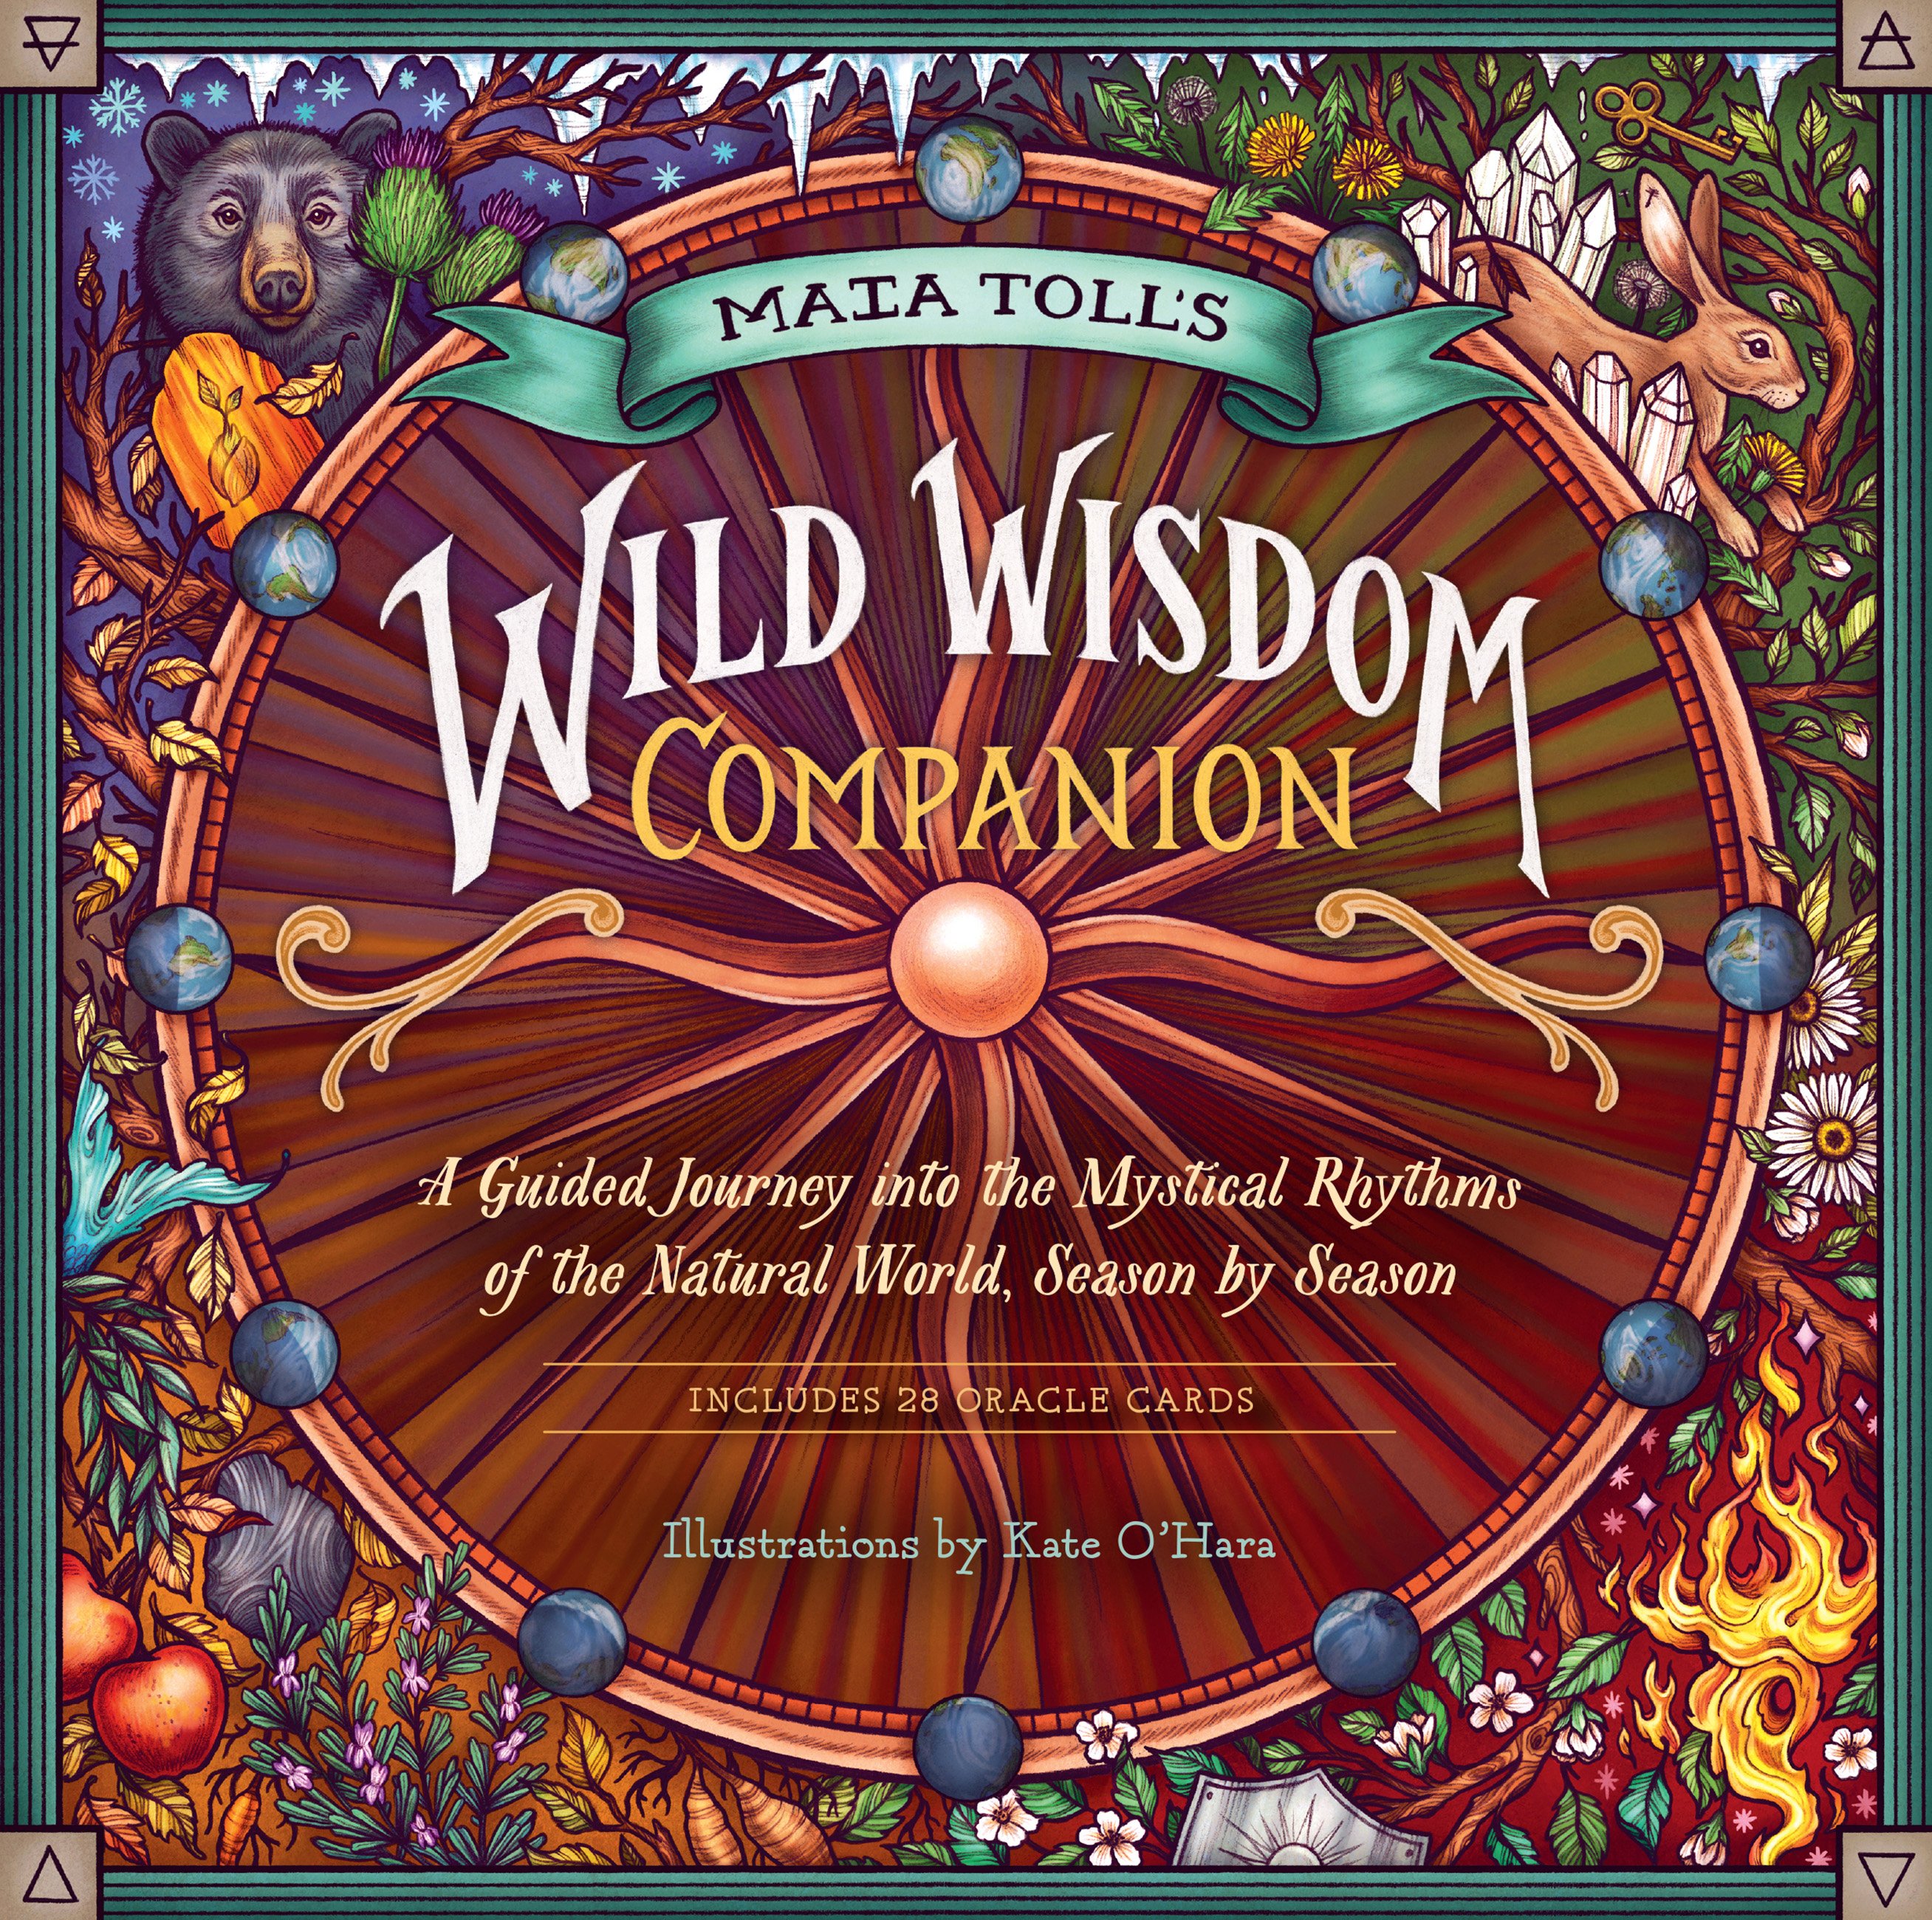 MAIA TOLL'S
WILD WISDOM
COMPANION
A Guided Journey into the Mystical Rhythms
of the Natural World, Season by Season
INCLUDES 28 ORACLE CARDS
Illustrations by Kate O'Hara